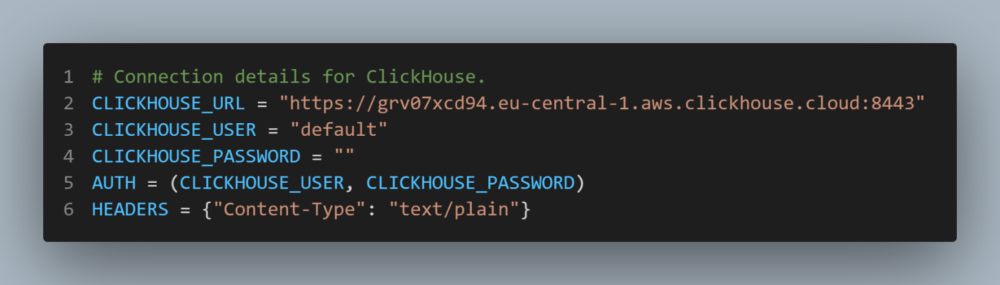 1 # Connection details for ClickHouse.
2 CLICKHOUSE_URL = "https://grv07xcd94.eu-central-1.aws.clickhouse.cloud:8443"
3 CLICKHOUSE_USER = "default"
4 CLICKHOUSE_PASSWORD = ""
5 AUTH = (CLICKHOUSE_USER, CLICKHOUSE_PASSWORD)
6 HEADERS = {"Content-Type": "text/plain"}